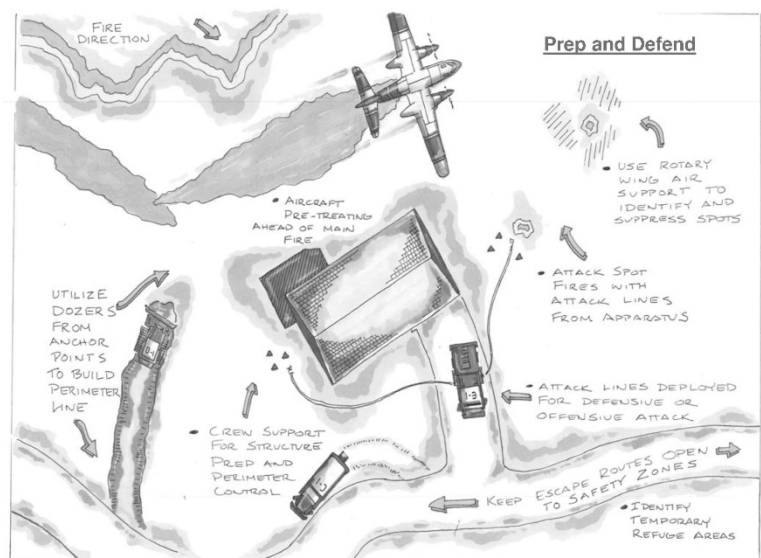 FIRE
DIRECTION
Prep and Defend
• USE ROTARY
WING AIR
SUPPORT TO
IDENTIFY AND
SUPPRESS SPOTS
• AIRCRAFT
PRE-TREATING
AHEAD OF MAIN
FIRE
• ATTACK SPOT
FIRES WITH
ATTACK LINES
FROM APPARATUS
UTILIZE
DOZERS
FROM
ANCHOR
POINTS
TO BUILD
PERIMETER
LINE
• ATTACK LINES DEPLOYED
FOR DEFENSIVE OR
OFFENSIVE ATTACK
• CREW SUPPORT
FOR STRUCTURE
PREP AND
PERIMETER
CONTROL
KEEP ESCAPE ROUTES OPEN
TO SAFETY ZONES
• IDENTIFY
TEMPORARY
REFUGE AREAS